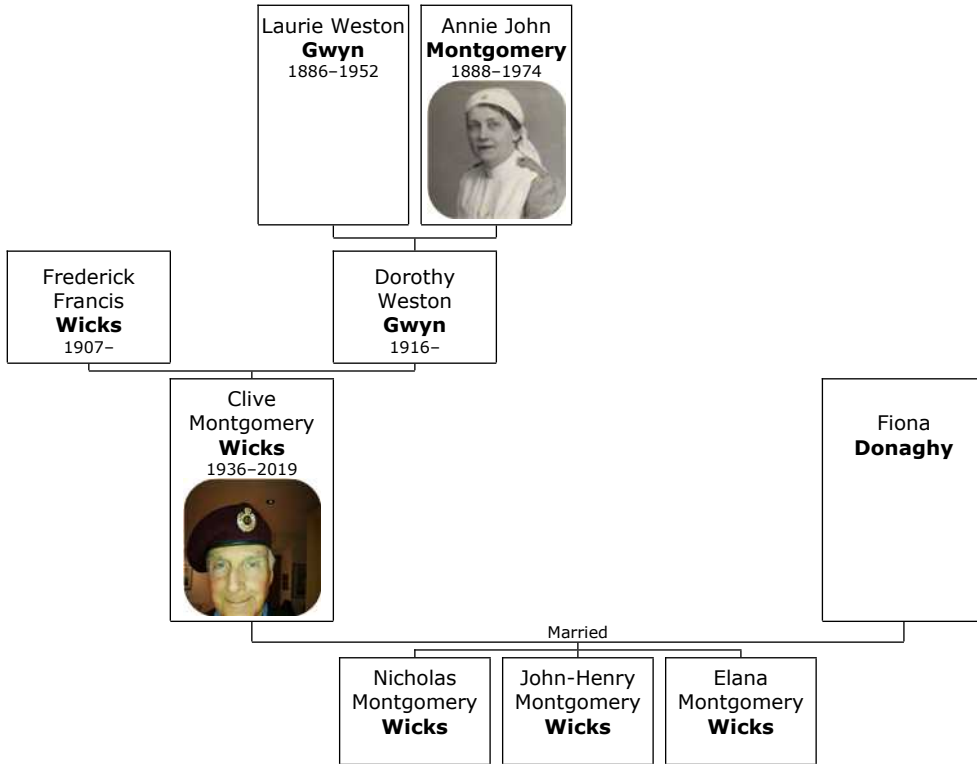 Laurie Weston
Gwyn
1886–1952
Annie John
Montgomery
1888–1974
Frederick
Francis
Wicks
1907–
Dorothy
Weston
Gwyn
1916–
Clive
Montgomery
Wicks
1936–2019
Fiona
Donaghy
Married
Nicholas
Montgomery
Wicks
John-Henry
Montgomery
Wicks
Elana
Montgomery
Wicks